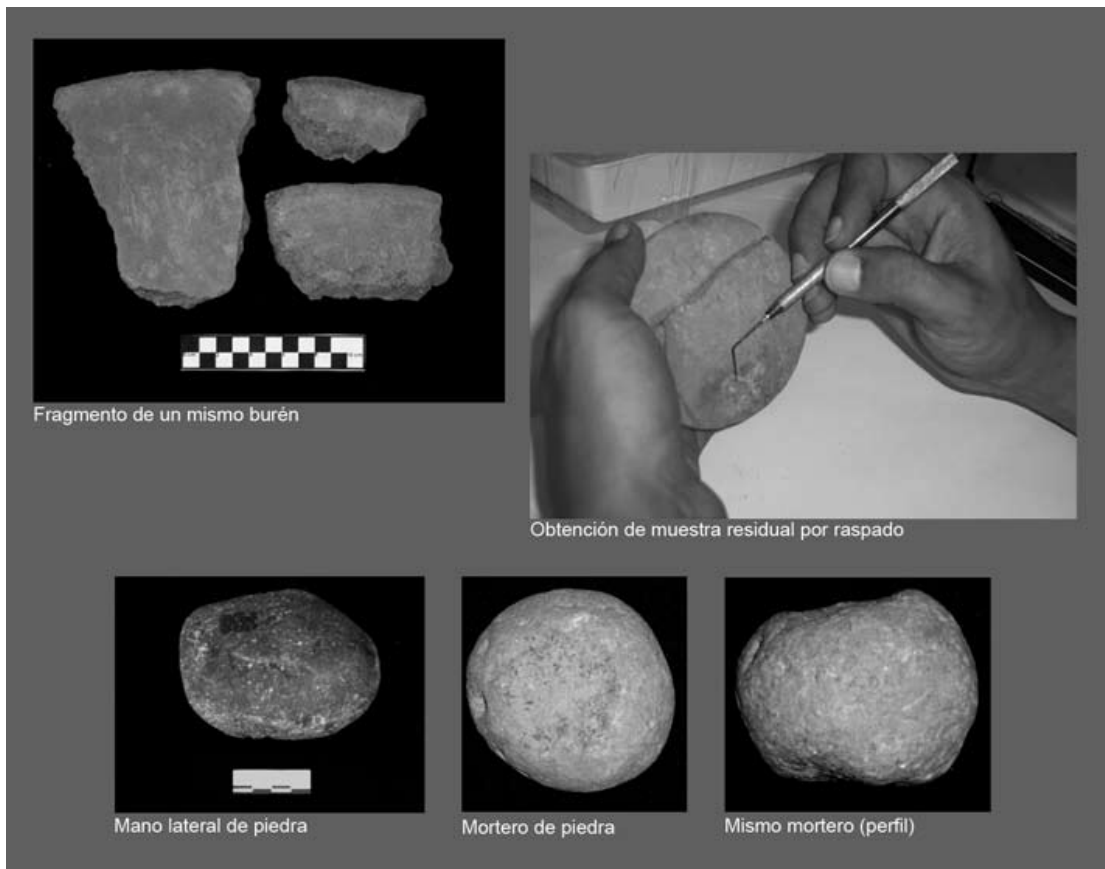 Fragmento de un mismo burén
Obtención de muestra residual por raspado
Mano lateral de piedra
Mortero de piedra
Mismo mortero (perfil)